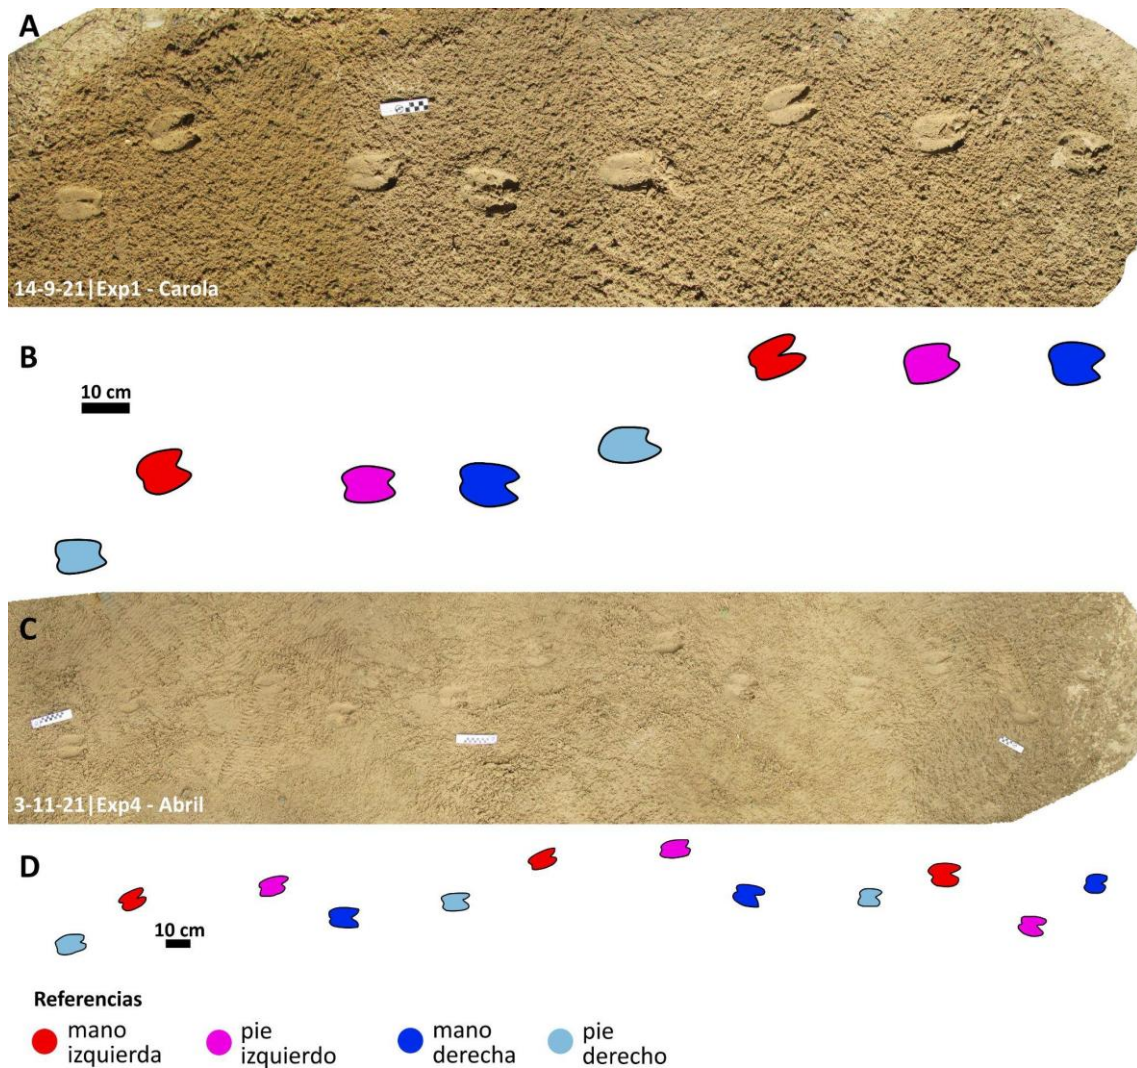 A
14-9-21|Exp1 - Carola
B
10 cm
C
3-11-21|Exp4 - Abril
D
10 cm
Referencias
mano
izquierda
pie
izquierdo
mano
derecha
pie
derecho